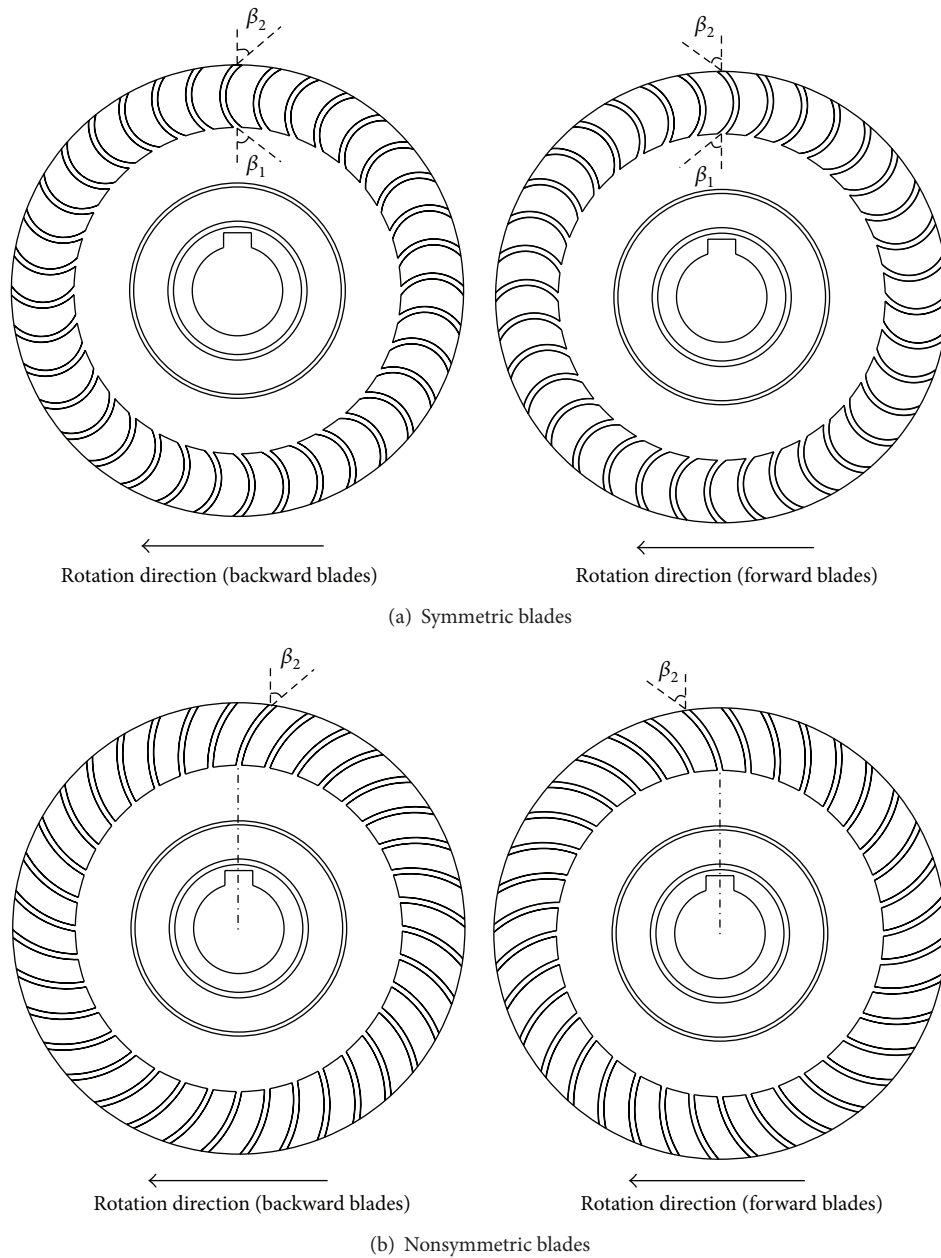 β2
β2
β1
β1
Rotation direction (backward blades)
Rotation direction (forward blades)
(a) Symmetric blades
β2
β2
Rotation direction (backward blades)
Rotation direction (forward blades)
(b) Nonsymmetric blades